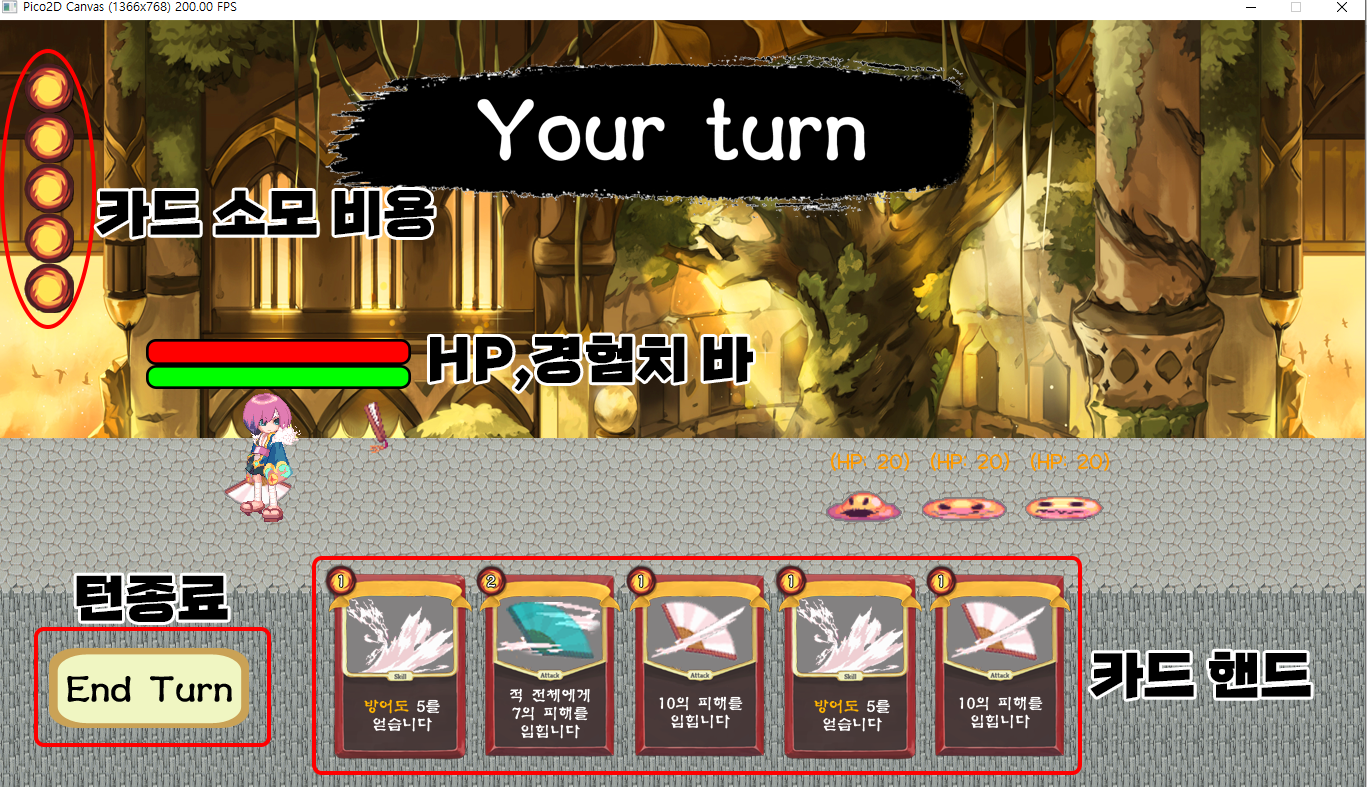 Pico2D Canvas (1366x768) 200.00 FPS
Your turn
카드 소모 비용
HP,경험치 바
(HP: 20) (HP: 20) (HP: 20)
턴종료
End Turn
1
Skill
방어도 5를
얻습니다
2
Attack
적 전체에게
7의 피해를
입힙니다
1
Attack
10의 피해를
입힙니다
1
Skill
방어도 5를
얻습니다
1
Attack
10의 피해를
입힙니다
카드 핸드